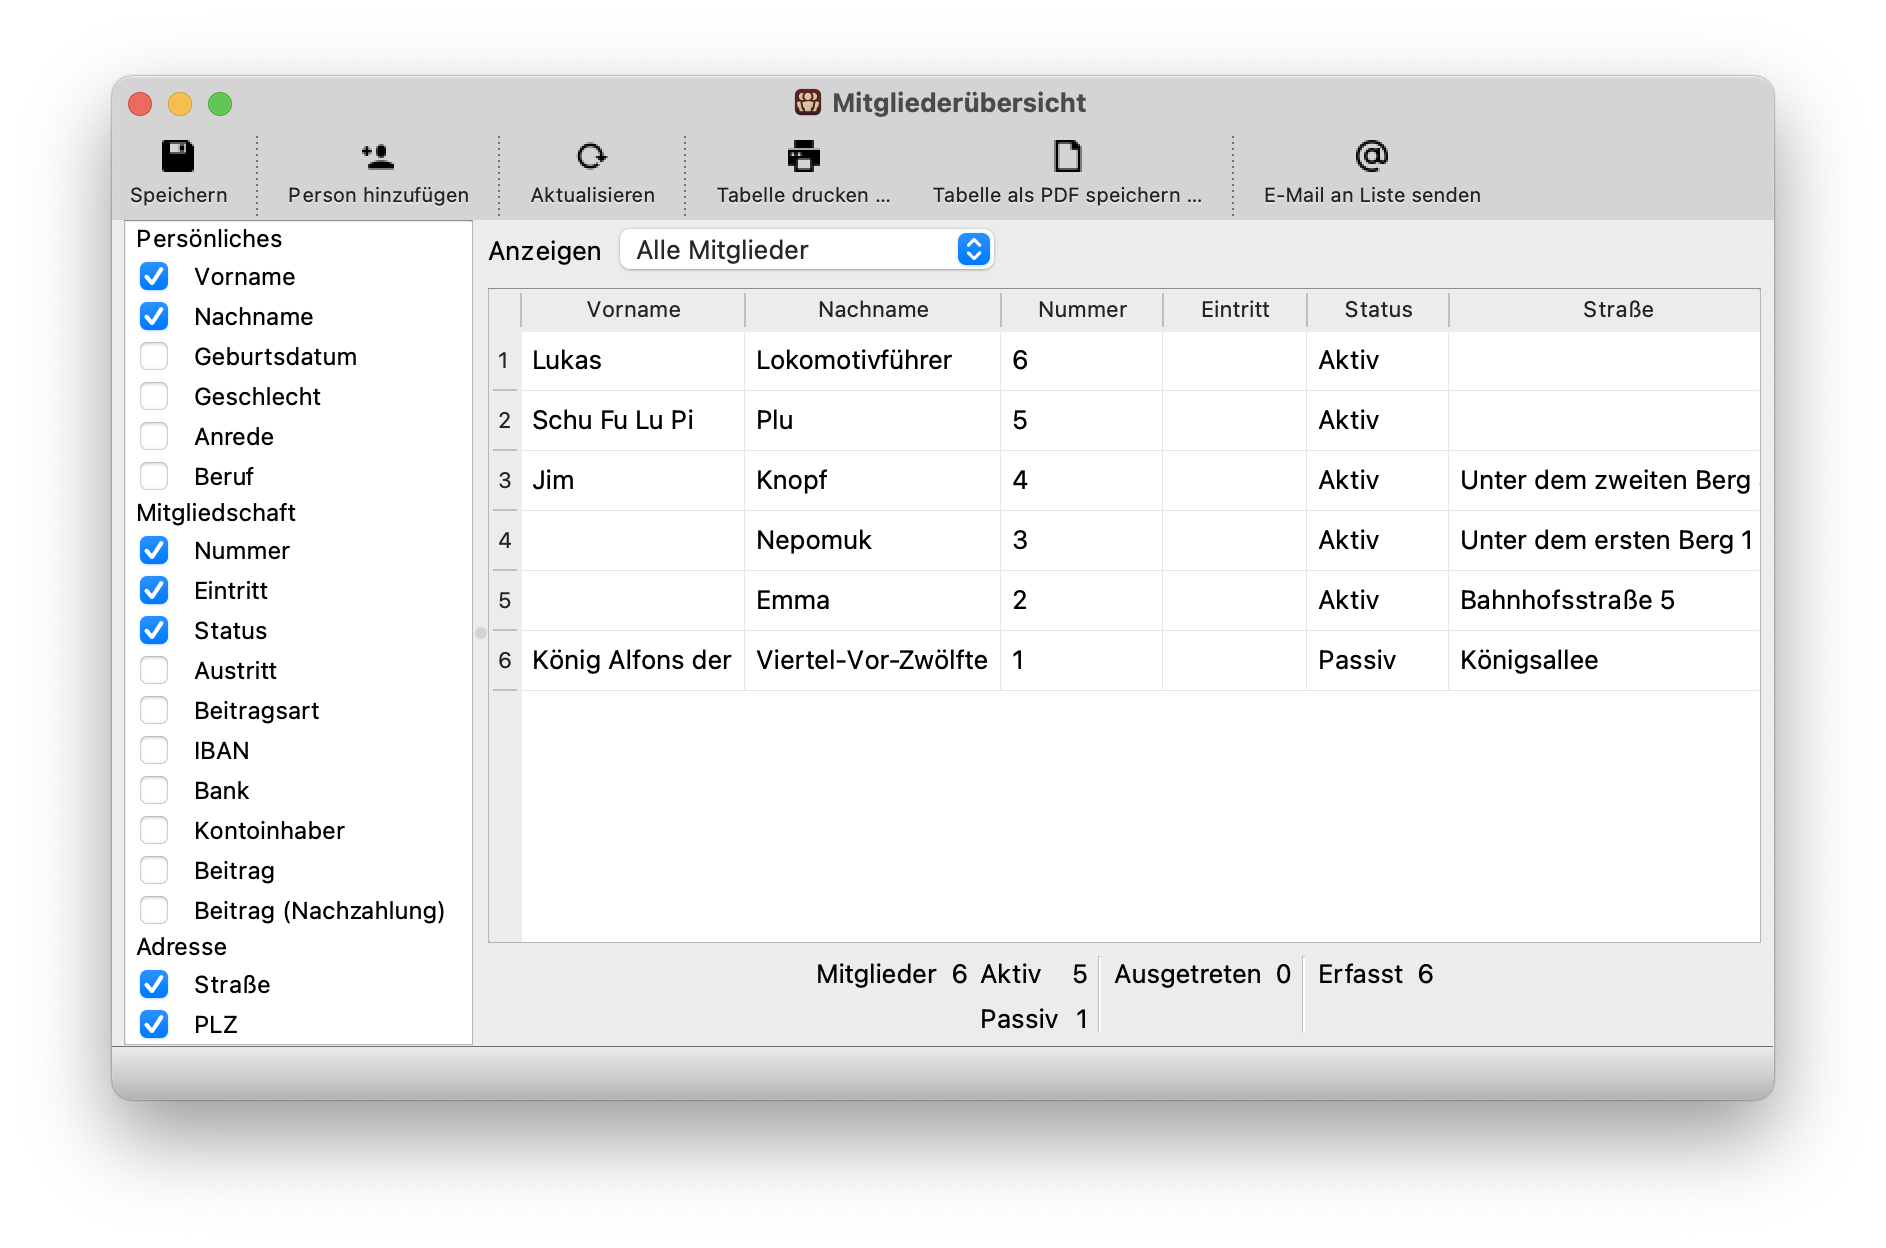 Mitgliederübersicht
Speichern Person hinzufügen Aktualisieren Tabelle drucken ... Tabelle als PDF speichern ... E-Mail an Liste senden
Persönliches
Vorname
Nachname
Geburtsdatum
Geschlecht
Anrede
Beruf
Mitgliedschaft
Nummer
Eintritt
Status
Austritt
Beitragsart
IBAN
Bank
Kontoinhaber
Beitrag
Beitrag (Nachzahlung)
Adresse
Straße
PLZ
Anzeigen Alle Mitglieder
Vorname Nachname Nummer Eintritt Status Straße
1 Lukas Lokomotivführer 6 Aktiv
2 Schu Fu Lu Pi Plu 5 Aktiv
3 Jim Knopf 4 Aktiv Unter dem zweiten Berg
4 Nepomuk 3 Aktiv Unter dem ersten Berg 1
5 Emma 2 Aktiv Bahnhofsstraße 5
6 König Alfons der Viertel-Vor-Zwölfte 1 Passiv Königsallee
Mitglieder 6 Aktiv 5 Ausgetreten 0 Erfasst 6
Passiv 1